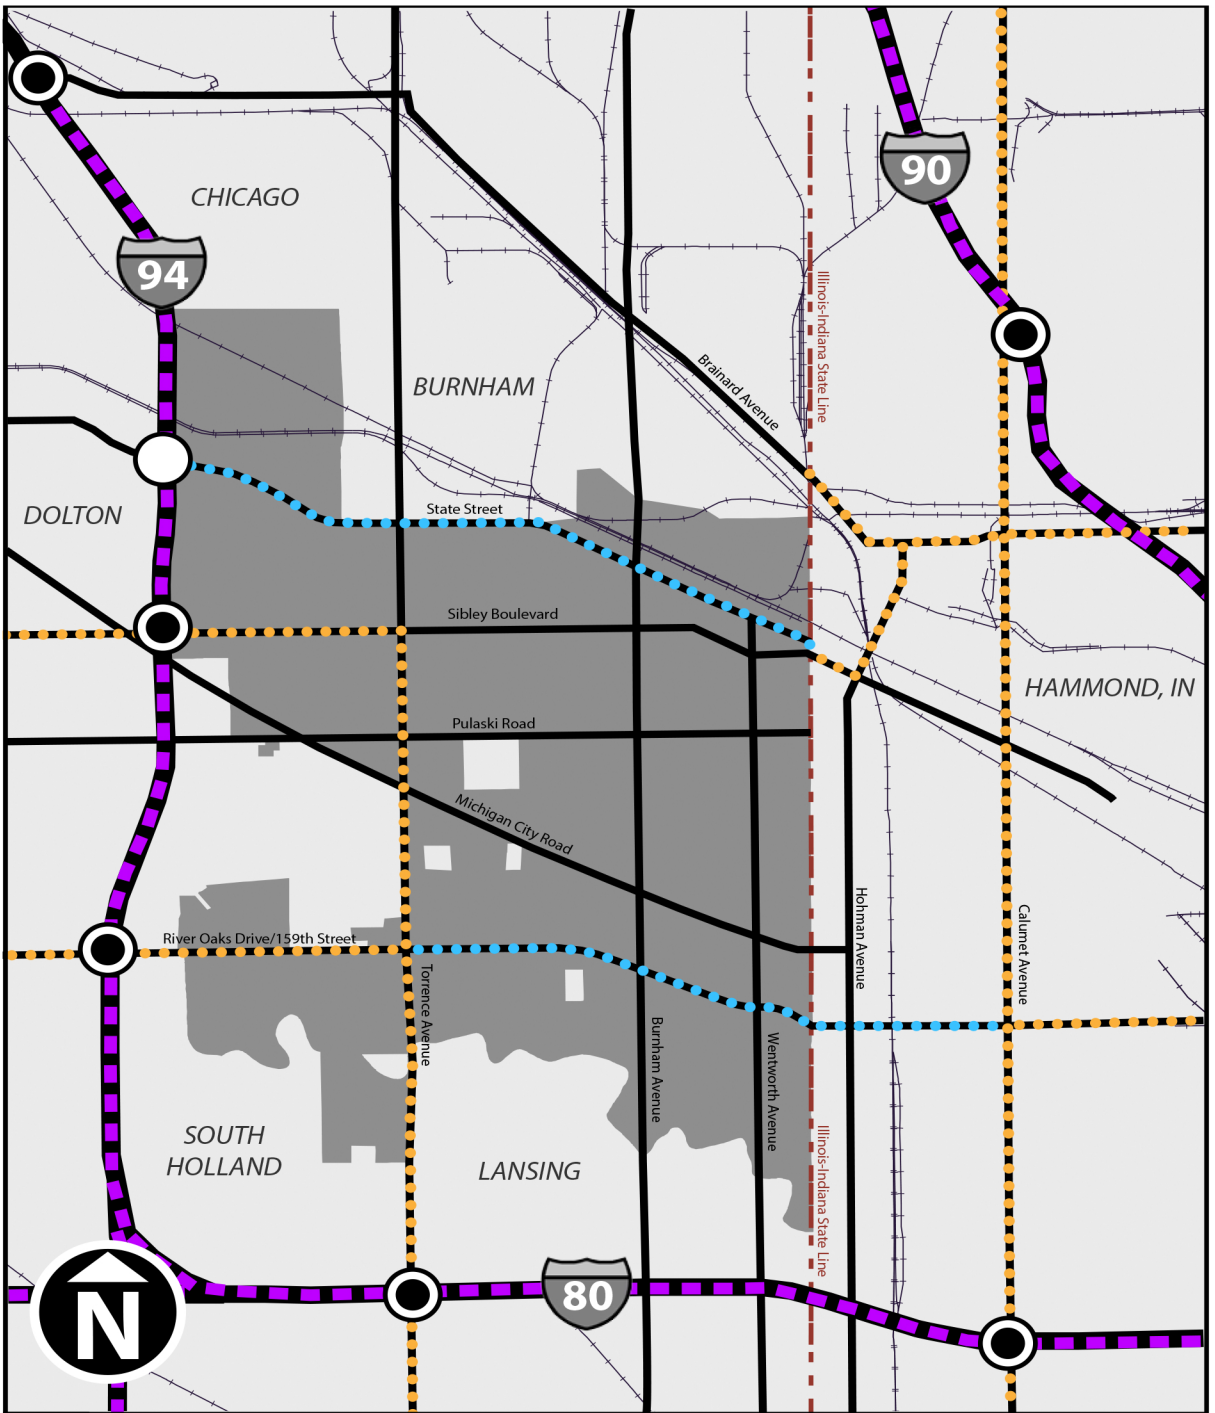 90
CHICAGO
94
Illinois-Indiana State Line
BURNHAM
Brainard Avenue
DOLTON
State Street
Sibley Boulevard
HAMMOND, IN
Pulaski Road
Michigan City Road
Hohman Avenue
Calumet Avenue
River Oaks Drive/159th Street
Torrence Avenue
Burnham Avenue
Wentworth Avenue
SOUTH
HOLLAND
LANSING
Illinois-Indiana State Line
80
N